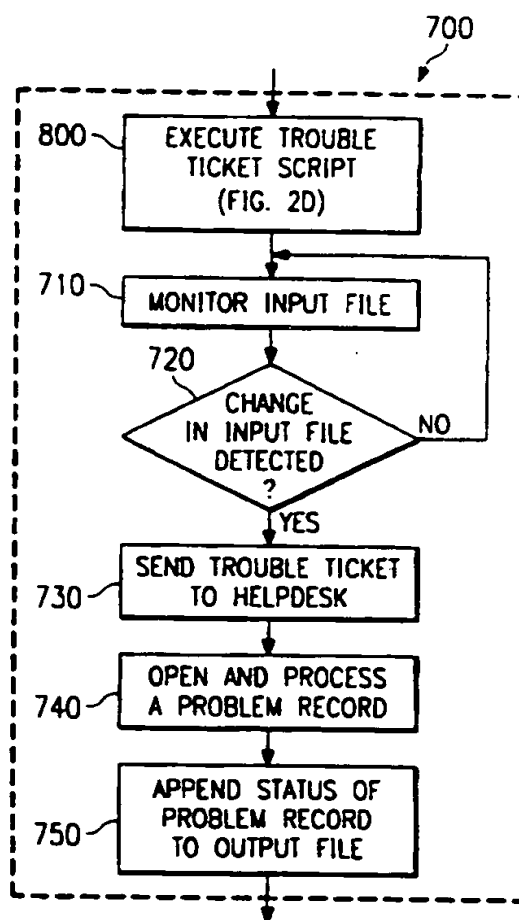 700
800
EXECUTE TROUBLE
TICKET SCRIPT
(FIG. 2D)
710
MONITOR INPUT FILE
720
CHANGE
IN INPUT FILE
DETECTED
?
NO
YES
730
SEND TROUBLE TICKET
TO HELPDESK
740
OPEN AND PROCESS
A PROBLEM RECORD
750
APPEND STATUS OF
PROBLEM RECORD
TO OUTPUT FILE